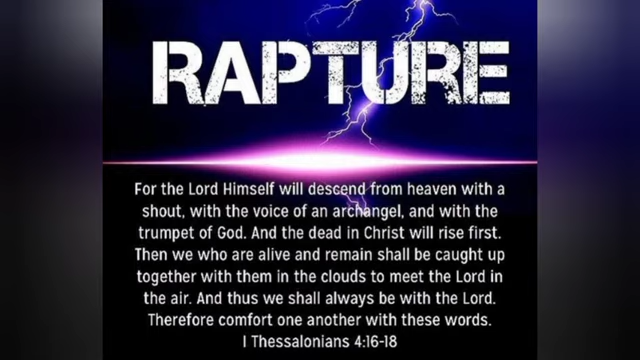 RAPTURE
For the Lord Himself will descend from heaven with a
shout, with the voice of an archangel, and with the
trumpet of God. And the dead in Christ will rise first.
Then we who are alive and remain shall be caught up
together with them in the clouds to meet the Lord in
the air. And thus we shall always be with the Lord.
Therefore comfort one another with these words.
I Thessalonians 4:16-18